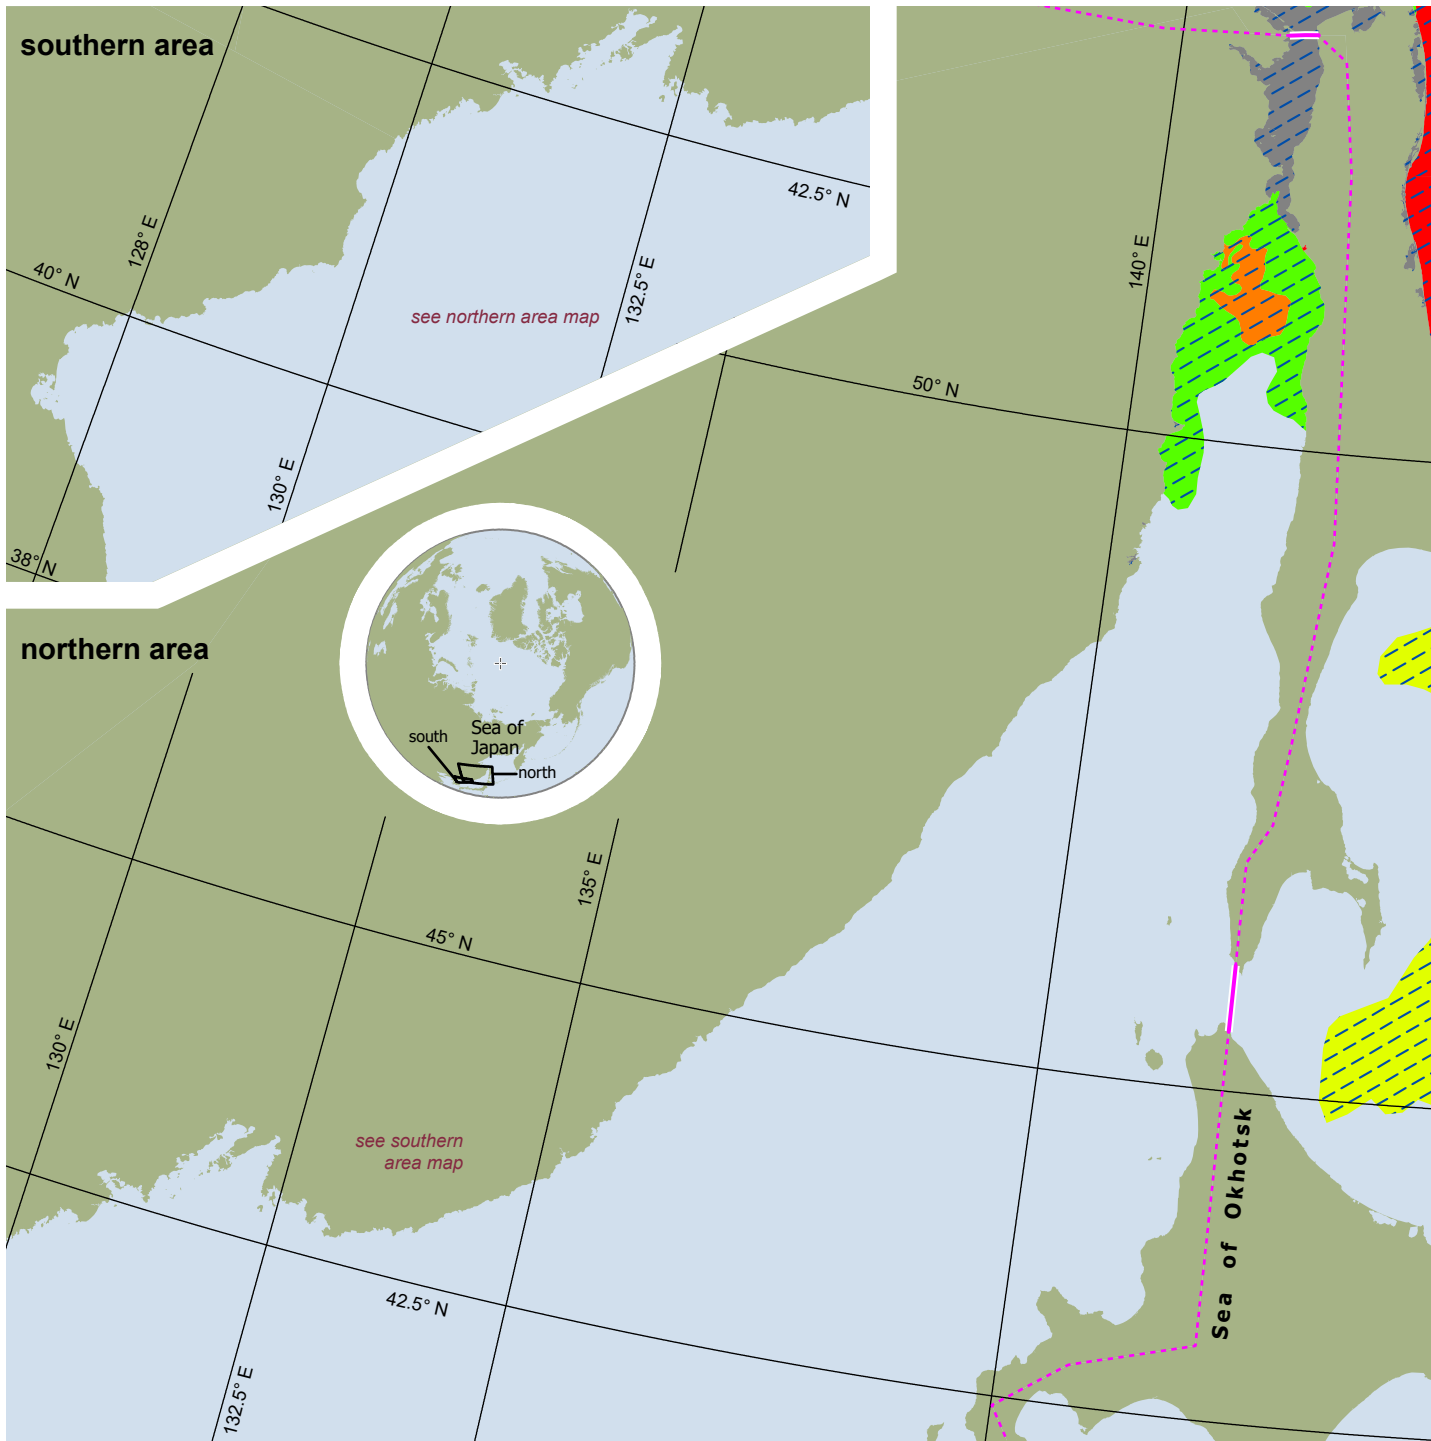 southern area
42.5° N
128° E
40° N
132.5° E
see northern area map
140° E
50° N
130° E
38° N
northern area
Sea of
Japan
south
north
135° E
45° N
130° E
see southern
area map
Sea of Okhotsk
42.5° N
132.5° E